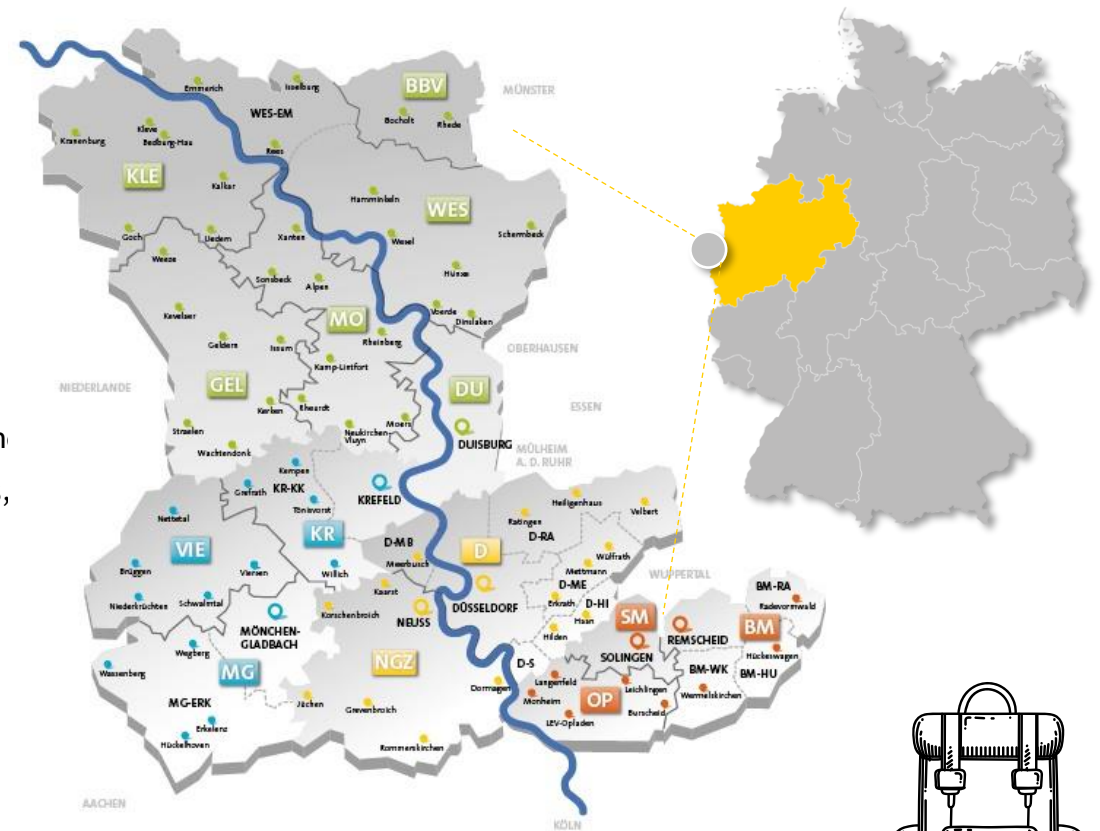 BBV
MÜNSTER
Emmerich
Isselburg
WES-EM
Bocholt
Rhede
Kranenburg
Kleve
Bedburg-Hau
Rees
KLE
Kalkar
Hamminkeln
WES
Goch
Uedem
Xanten
Wesel
Schermbeck
Weeze
Sonsbeck
Alpen
Hünxe
Kevelaer
MO
Voerde
Dinslaken
Geldern
Issum
Rheinberg
OBERHAUSEN
Kamp-Lintfort
NIEDERLANDE
GEL
DU
ESSEN
Kerken
Rheurdt
Straelen
Neukirchen-
Vluyn
Moers
DUISBURG
Wachtendonk
MÜLHEIM
A. D. RUHR
Kempen
Grefrath
KR-KK
KREFELD
Tönisvorst
Heiligenhaus
Velbert
Nettetal
Ratingen
D-RA
VIE
KR
D-MB
D
Meerbusch
Wülfrath
Mettmann
Brüggen
Viersen
Willich
WUPPERTAL
D-ME
BM-RA
Niederkrüchten
Schwalmtal
Kaarst
DÜSSELDORF
Erkrath
D-HI
Radevormwald
Korschenbroich
NEUSS
Haan
SM
BM
MÖNCHEN-
GLADBACH
Hilden
REMSCHEID
SOLINGEN
Hückeswagen
Wegberg
Wassenberg
MG
NGZ
D-S
BM-WK
BM-HU
Langenfeld
Leichlingen
Dormagen
Monheim
OP
Wermelskirchen
MG-ERK
Jüchen
Grevenbroich
Burscheid
LEV-Opladen
Erkelenz
Hückelhoven
Rommerskirchen
AACHEN
KÖLN